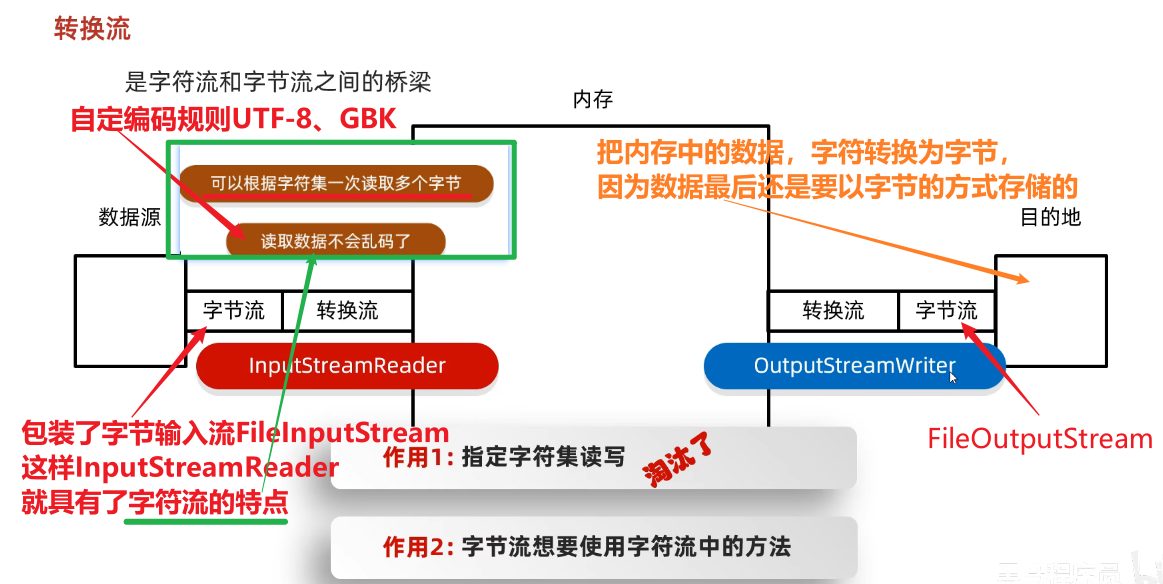 转换流
是字符流和字节流之间的桥梁
自定编码规则UTF-8、GBK
内存
可以根据字符集一次读取多个字节
读取数据不会乱码了
把内存中的数据，字符转换为字节，
因为数据最后还是要以字节的方式存储的
数据源
目的地
字节流
转换流
转换流
字节流
InputStreamReader
OutputStreamWriter
包装了字节输入流FileInputStream
这样InputStreamReader
就具有了字符流的特点
FileOutputStream
作用1: 指定字符集读写
淘汰了
作用2: 字节流想要使用字符流中的方法